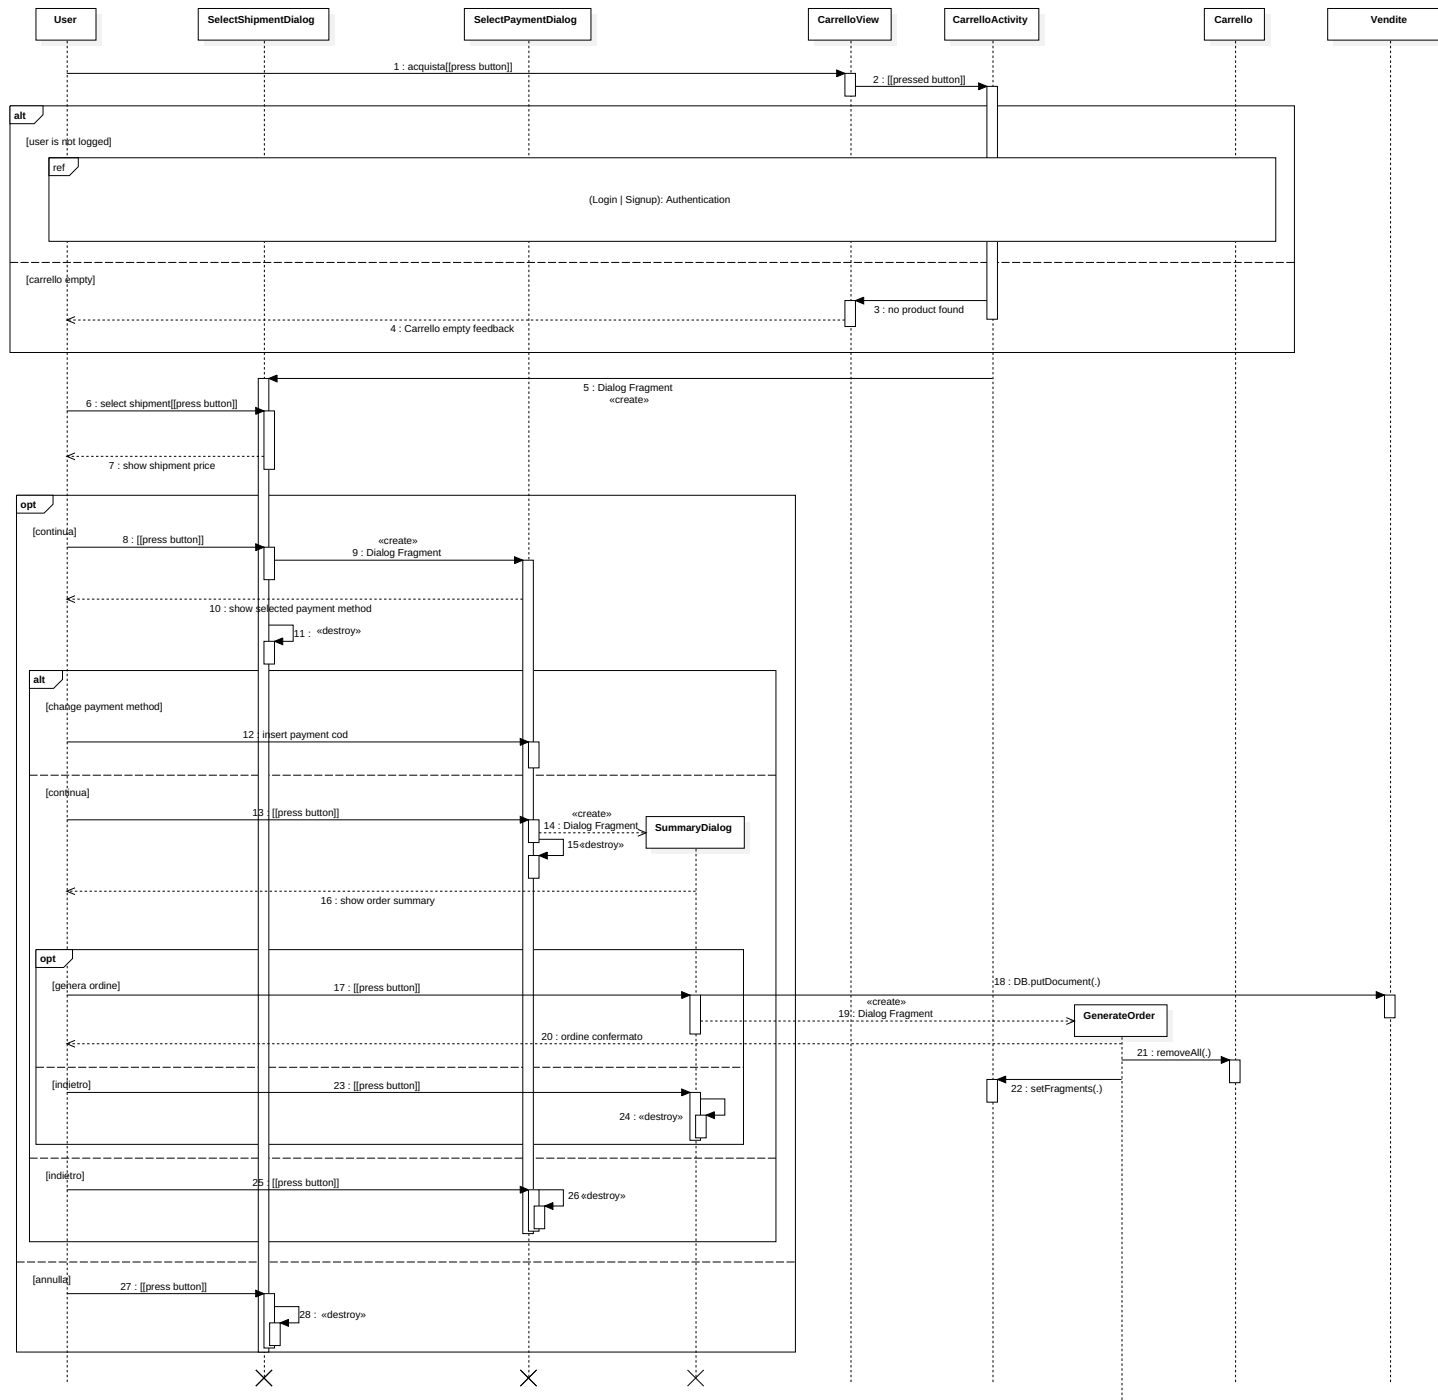 User
SelectShipmentDialog
SelectPaymentDialog
CarrelloView
CarrelloActivity
Carrello
Vendite
1 : acquista[[press button]]
2 : [[pressed button]]
alt
[user is not logged]
ref
(Login | Signup): Authentication
[carrello empty]
3 : no product found
4 : Carrello empty feedback
5 : Dialog Fragment
«create»
6 : select shipment[[press button]]
7 : show shipment price
opt
[continua]
8 : [[press button]]
«create»
9 : Dialog Fragment
10 : show selected payment method
11 : «destroy»
alt
[change payment method]
12 : insert payment cod
[continua]
13 : [[press button]]
«create»
14 : Dialog Fragment
SummaryDialog
15 «destroy»
16 : show order summary
opt
[genera ordine]
17 : [[press button]]
18 : DB.putDocument(.)
«create»
19 : Dialog Fragment
GenerateOrder
20 : ordine confermato
21 : removeAll(.)
[indietro]
23 : [[press button]]
22 : setFragments(.)
24 : «destroy»
[indietro]
25 : [[press button]]
26 «destroy»
[annulla]
27 : [[press button]]
28 : «destroy»